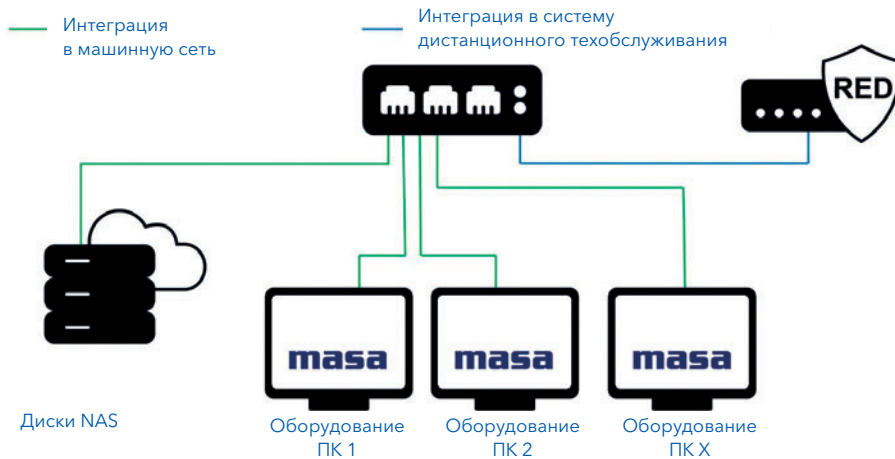 Интеграция
в машинную сеть
Интеграция в систему
дистанционного техобслуживания
RED
masa
masa
masa
Диски NAS
Оборудование
ПК 1
Оборудование
ПК 2
Оборудование
ПК X